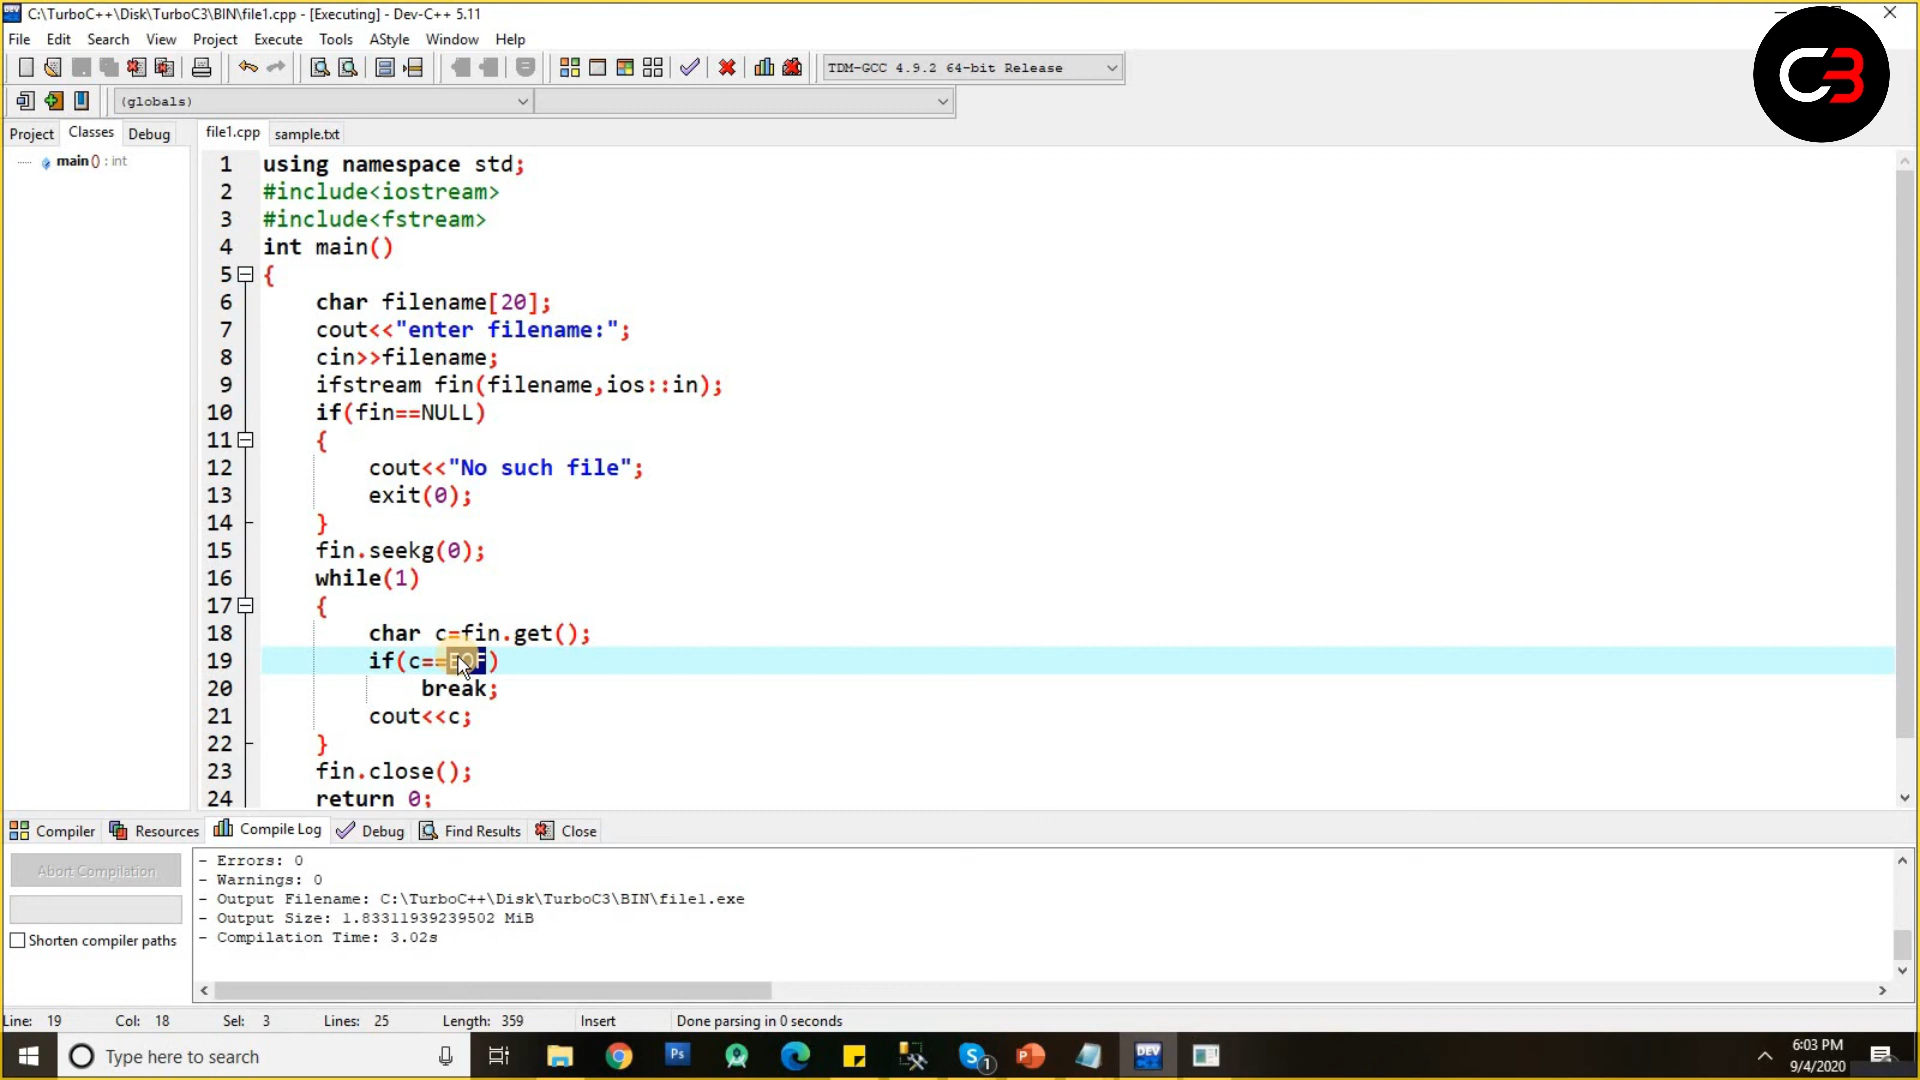 C:\TurboC++\Disk\TurboC3\BIN\file1.cpp - [Executing] - Dev-C++ 5.11
File Edit Search View Project Execute Tools AStyle Window Help
TDM-GCC 4.9.2 64-bit Release
C3
(globals)
Project Classes Debug file1.cpp sample.txt
main() : int
1 using namespace std;
2 #include<iostream>
3 #include<fstream>
4 int main()
5 {
6 char filename[20];
7 cout<<"enter filename:";
8 cin>>filename;
9 ifstream fin(filename,ios::in);
10 if(fin==NULL)
11 {
12 cout<<"No such file";
13 exit(0);
14 }
15 fin.seekg(0);
16 while(1)
17 {
18 char c=fin.get();
19 if(c==EOF)
20 break;
21 cout<<c;
22 }
23 fin.close();
24 return 0;
Compiler Resources Compile Log Debug Find Results Close
Abort Compilation
Shorten compiler paths
- Errors: 0
- Warnings: 0
- Output Filename: C:\TurboC++\Disk\TurboC3\BIN\file1.exe
- Output Size: 1.83311939239502 MiB
- Compilation Time: 3.02s
Line: 19 Col: 18 Sel: 3 Lines: 25 Length: 359 Insert Done parsing in 0 seconds
Type here to search
Ps
S 1
P
DEV
6:03 PM
9/4/2020